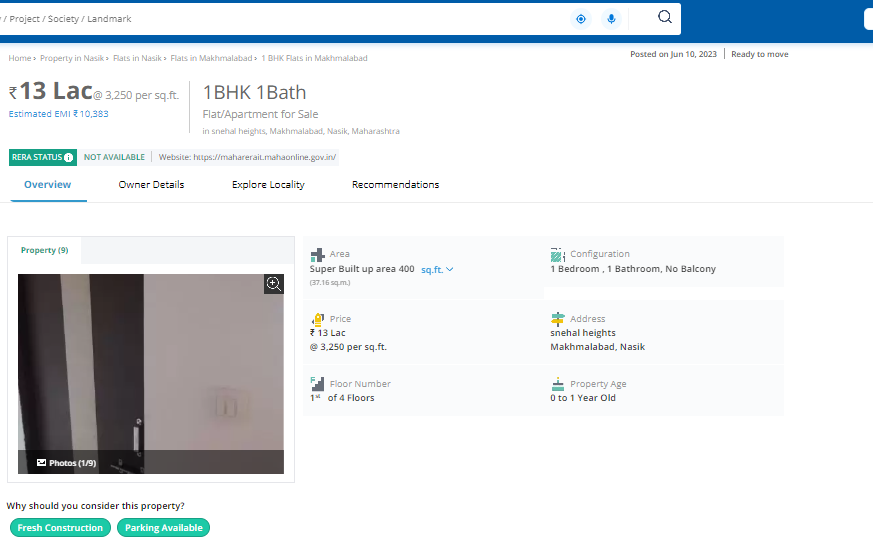 / Project / Society / Landmark
Home › Property in Nasik › Flats in Nasik › Flats in Makhmalabad › 1 BHK Flats in Makhmalabad
Posted on Jun 10, 2023 | Ready to move
₹ 13 Lac @ 3,250 per sq.ft.
Estimated EMI ₹ 10,383
1BHK 1Bath
Flat/Apartment for Sale
in snehal heights, Makhmalabad, Nasik, Maharashtra
RERA STATUS NOT AVAILABLE | Website: https://maharerait.mahaonline.gov.in/
Overview Owner Details Explore Locality Recommendations
Property (9)
Photos (1/9)
Area
Super Built up area 400 sq.ft.
(37.16 sq.m.)
Configuration
1 Bedroom , 1 Bathroom, No Balcony
Price
₹ 13 Lac
@ 3,250 per sq.ft.
Address
snehal heights
Makhmalabad, Nasik
Floor Number
1st of 4 Floors
Property Age
0 to 1 Year Old
Why should you consider this property?
Fresh Construction Parking Available